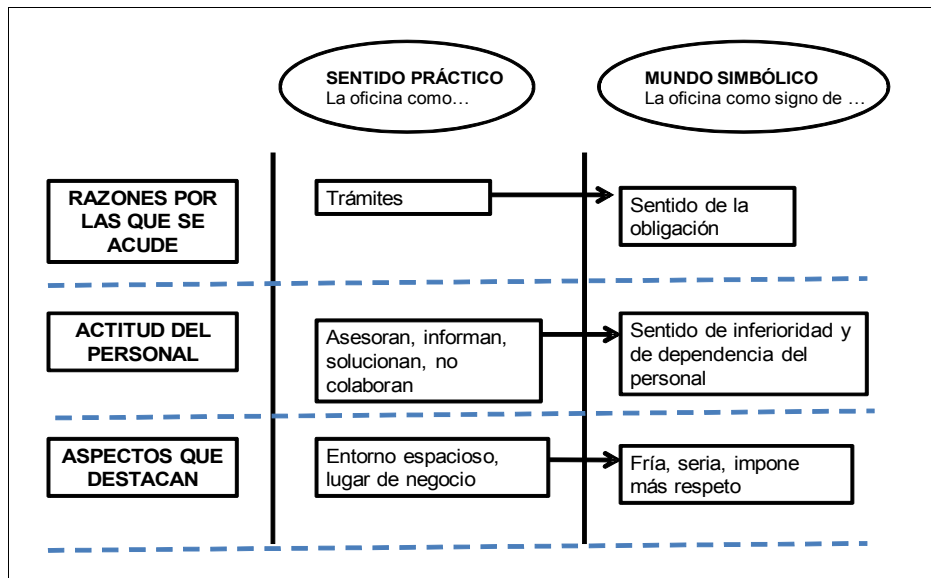 SENTIDO PRÁCTICO
La oficina como…
MUNDO SIMBÓLICO
La oficina como signo de …
RAZONES POR
LAS QUE SE
ACUDE
Trámites
Sentido de la
obligación
ACTITUD DEL
PERSONAL
Asesoran, informan,
solucionan, no
colaboran
Sentido de inferioridad y
de dependencia del
personal
ASPECTOS QUE
DESTACAN
Entorno espacioso,
lugar de negocio
Fría, seria, impone
más respeto